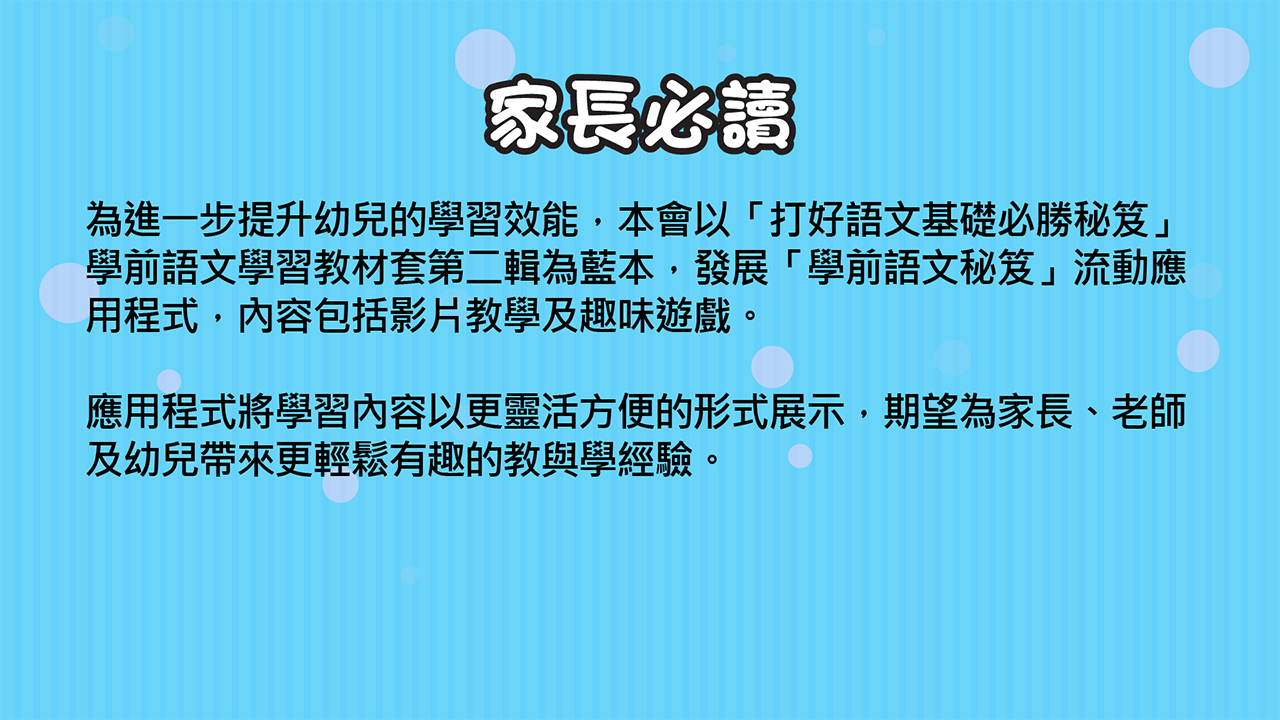 家長必讀
為進一步提升幼兒的學習效能，本會以「打好語文基礎必勝秘笈」
學前語文學習教材套第二輯為藍本，發展「學前語文秘笈」流動應
用程式，內容包括影片教學及趣味遊戲。
應用程式將學習內容以更靈活方便的形式展示，期望為家長、老師
及幼兒帶來更輕鬆有趣的教與學經驗。